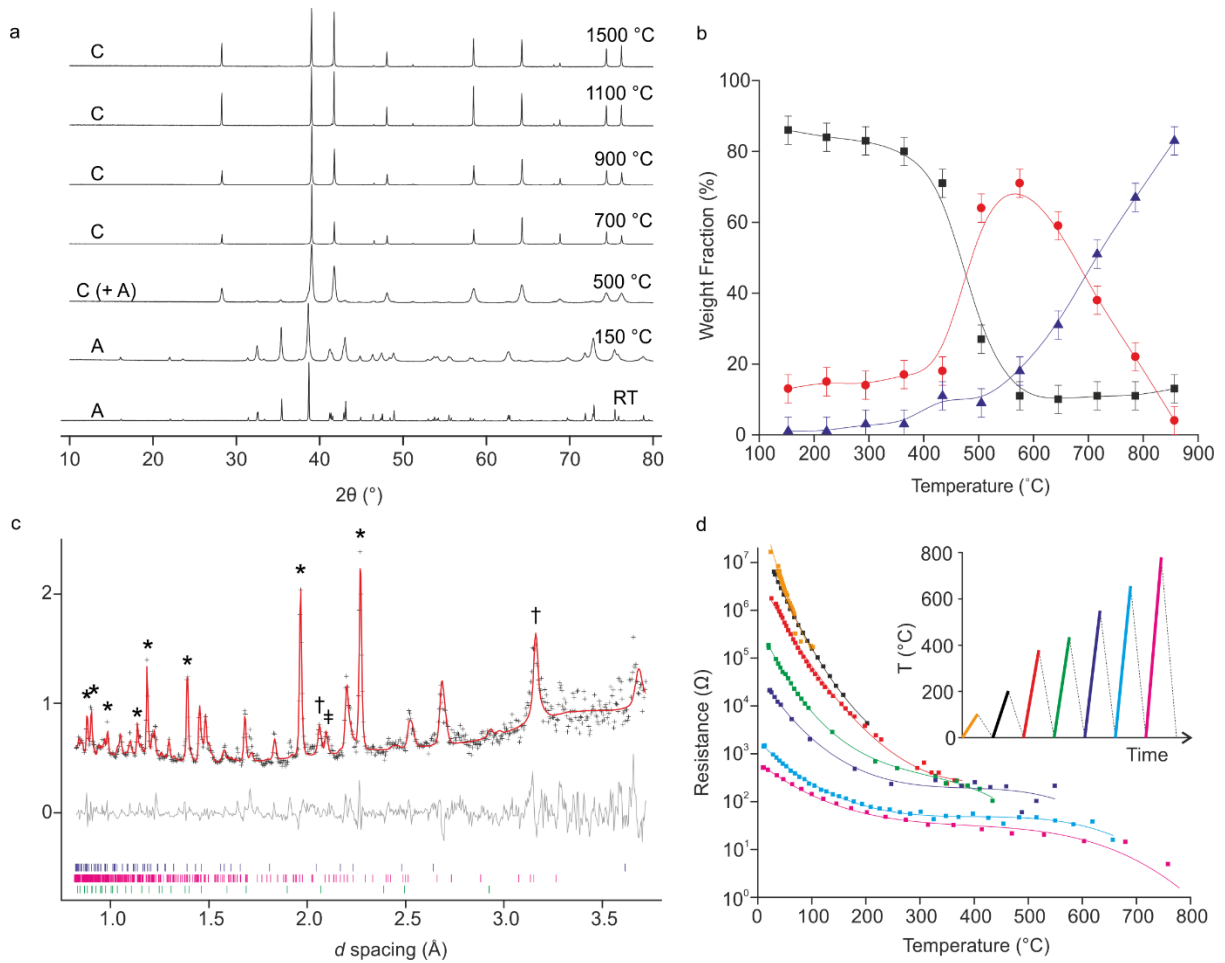 a
C
1500 °C
C
1100 °C
C
900 °C
C
700 °C
C (+ A)
500 °C
A
150 °C
A
RT
10 20 30 40 50 60 70 80
2θ (°)
b
100
80
60
40
20
0
Weight Fraction (%)
100 200 300 400 500 600 700 800 900
Temperature (°C)
c
2
1
0
* * * * * * * † ‡ * †
1.0 1.5 2.0 2.5 3.0 3.5
d spacing (Å)
d
10⁷
10⁶
10⁵
10⁴
10³
10²
10¹
10⁰
Resistance (Ω)
0 100 200 300 400 500 600 700 800
Temperature (°C)
800
600
400
200
0
T (°C)
Time